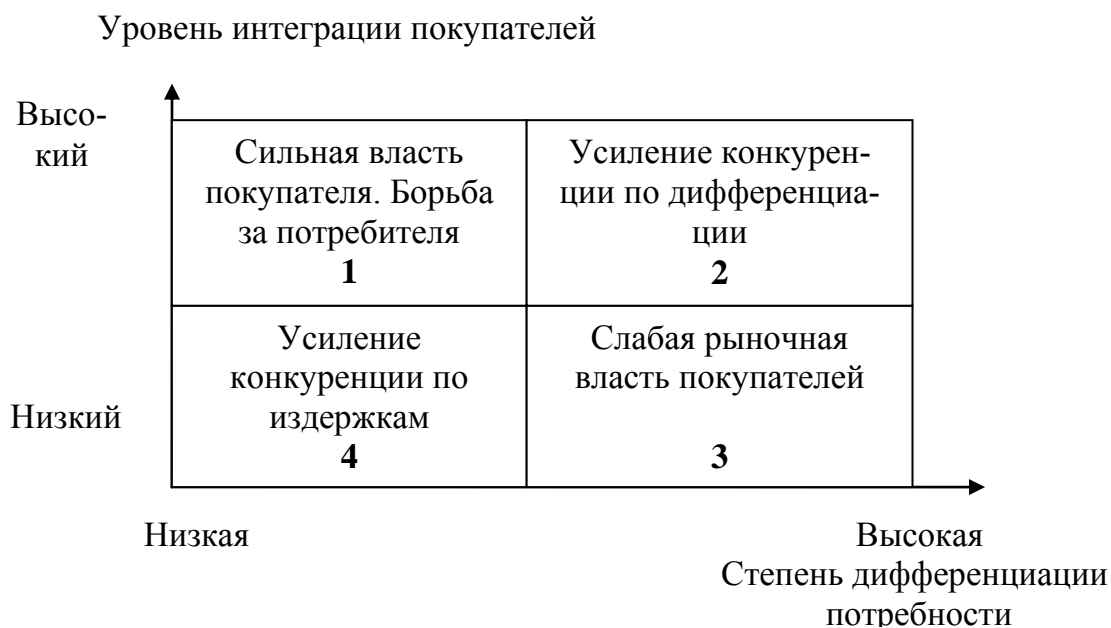 Уровень интеграции покупателей
Высо-
кий
Сильная власть
покупателя. Борьба
за потребителя
1
Усиление конкурен-
ции по дифференциа-
ции
2
Низкий
Усиление
конкуренции по
издержкам
4
Слабая рыночная
власть покупателей
3
Низкая
Высокая
Степень дифференциации
потребности